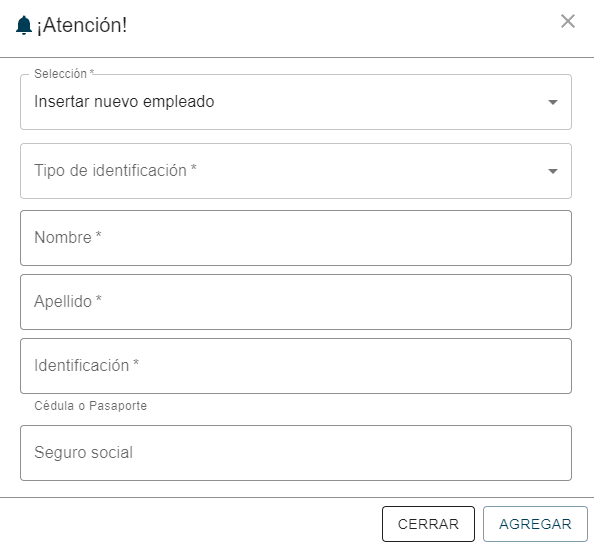 ¡Atención!
Selección *
Insertar nuevo empleado
Tipo de identificación *
Nombre *
Apellido *
Identificación *
Cédula o Pasaporte
Seguro social
CERRAR AGREGAR